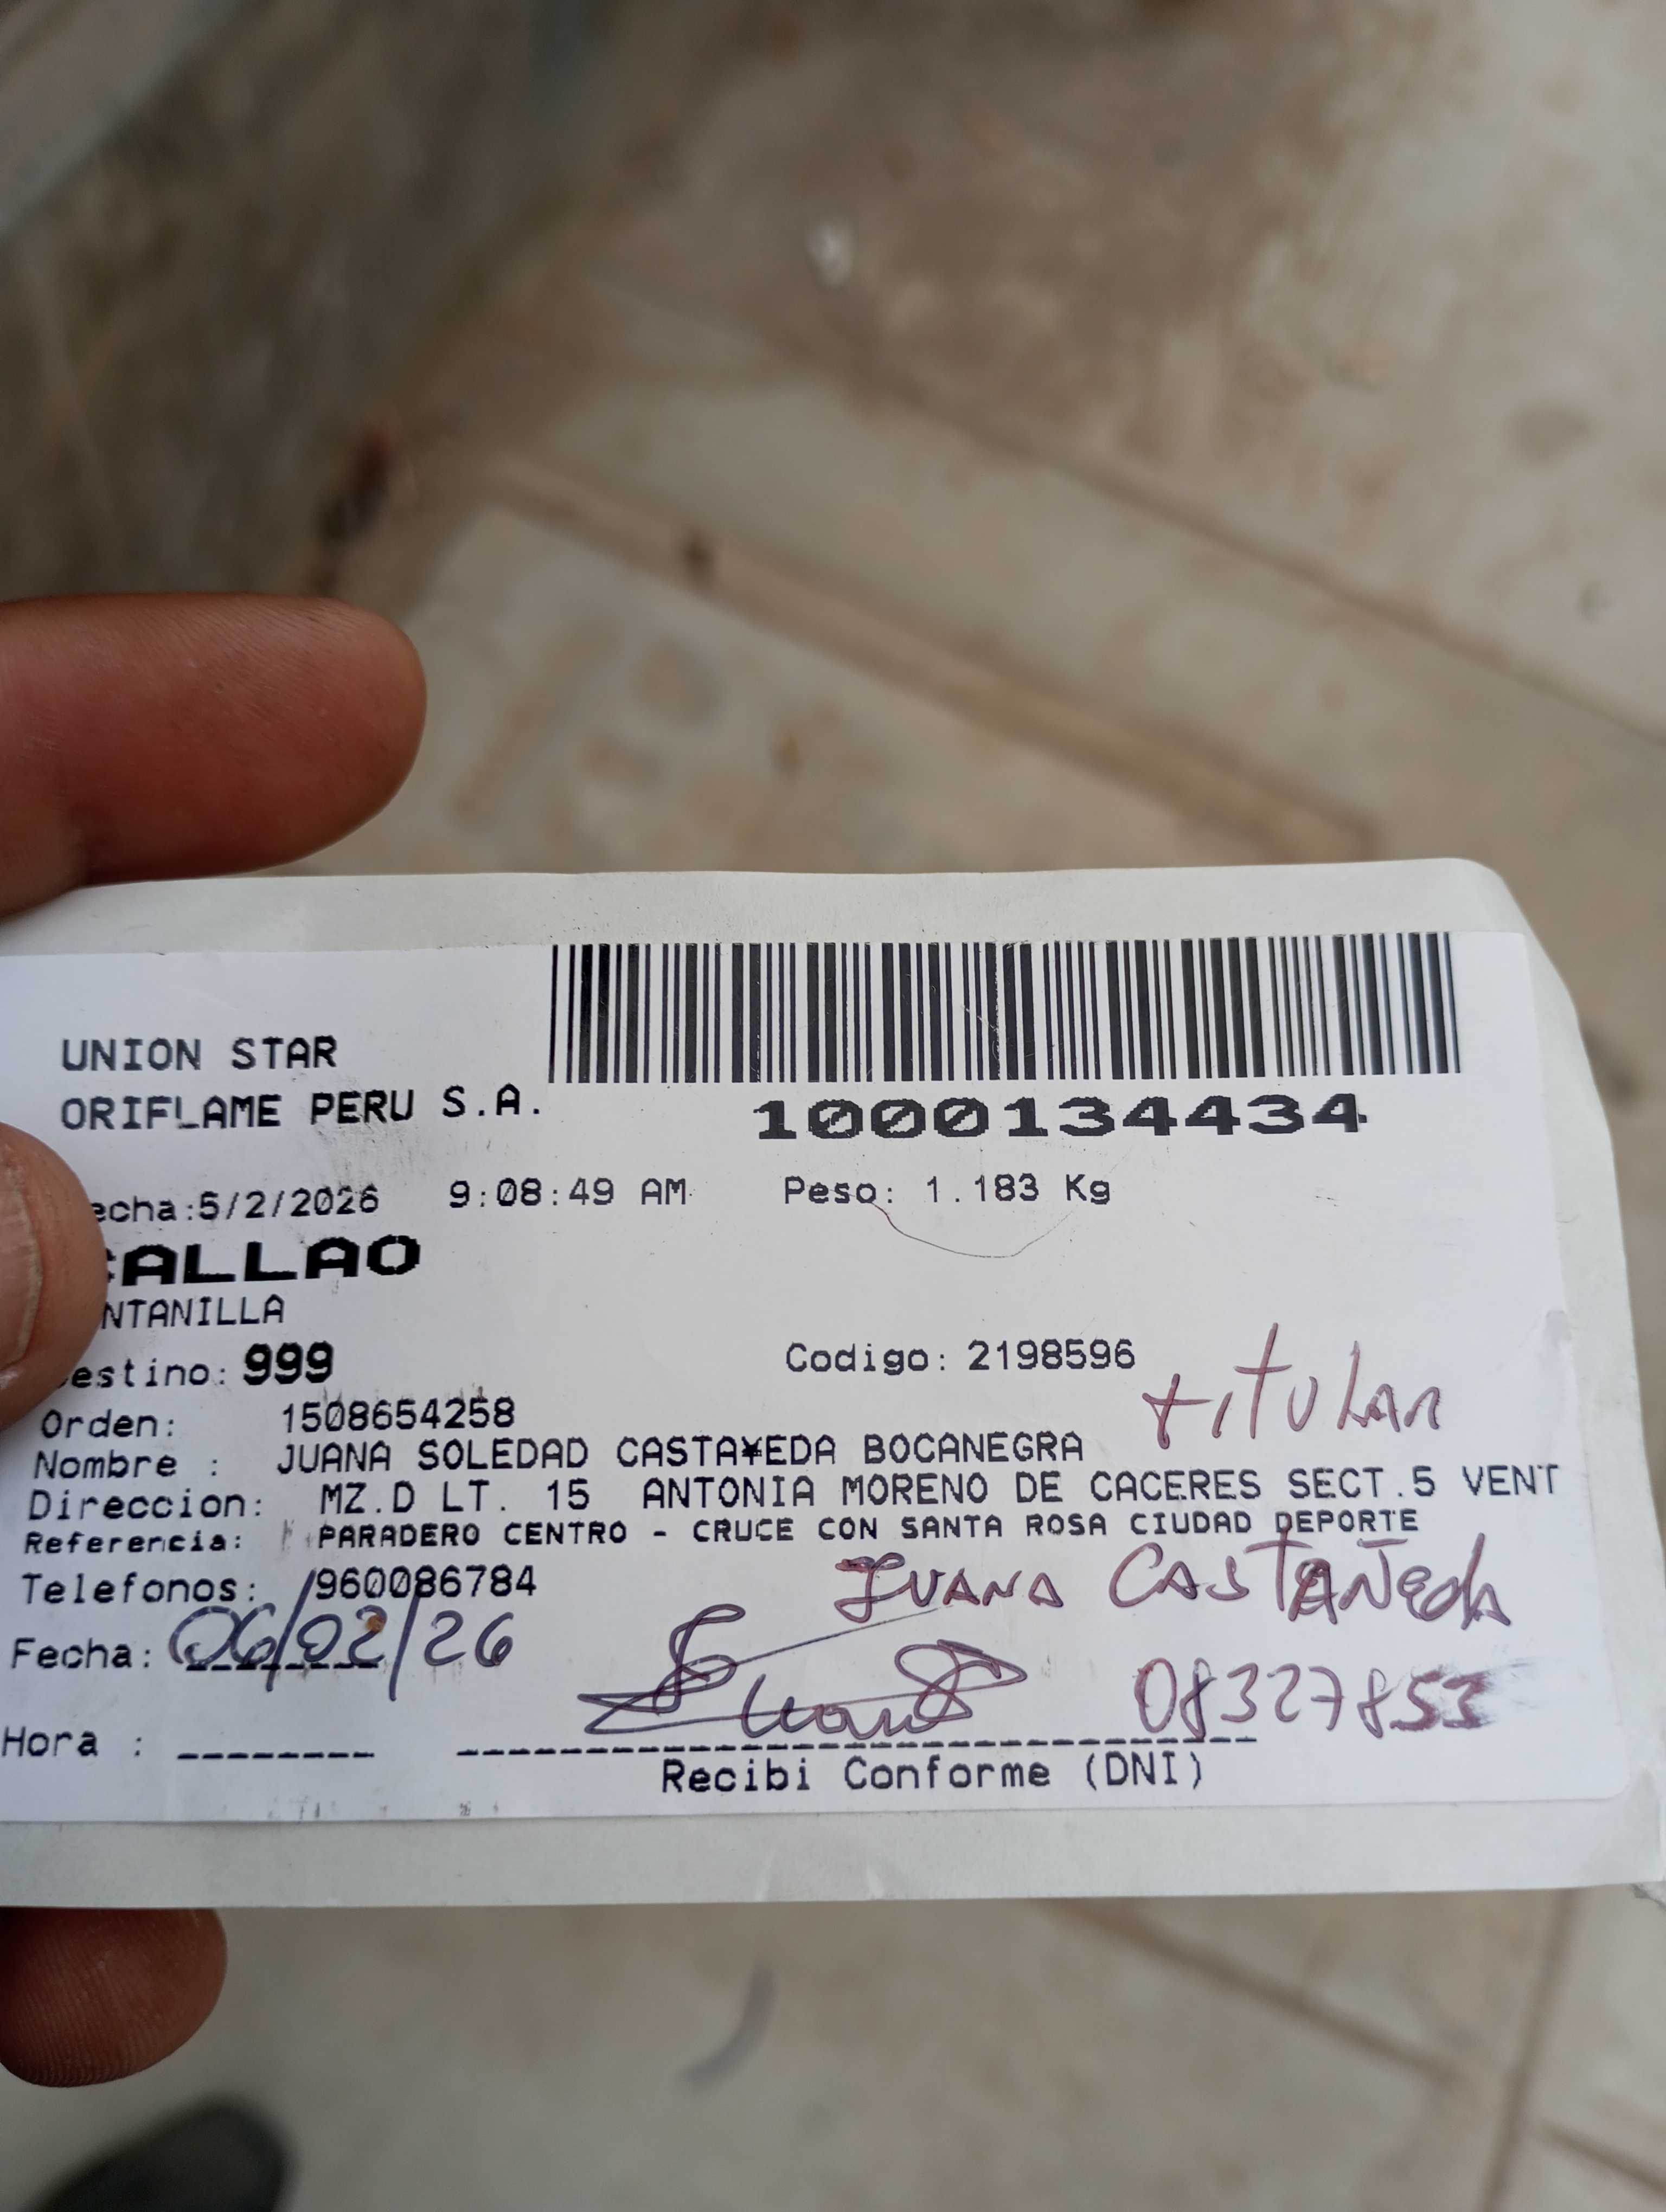 UNION STAR
ORIFLAME PERU S.A.
1000134434
echa:5/2/2026 9:08:49 AM Peso: 1.183 Kg
CALLAO
NTANILLA
estino: 999 Codigo: 2198596
titular
Orden: 1508654258
Nombre : JUANA SOLEDAD CASTA¥EDA BOCANEGRA
Direccion: MZ.D LT. 15 ANTONIA MORENO DE CACERES SECT.5 VENT
Referencia: PARADERO CENTRO - CRUCE CON SANTA ROSA CIUDAD DEPORTE
Telefonos: /960086784
JUANA CASTAÑEDA
Fecha: 06/02/26
08327853
Hora :
Recibi Conforme (DNI)